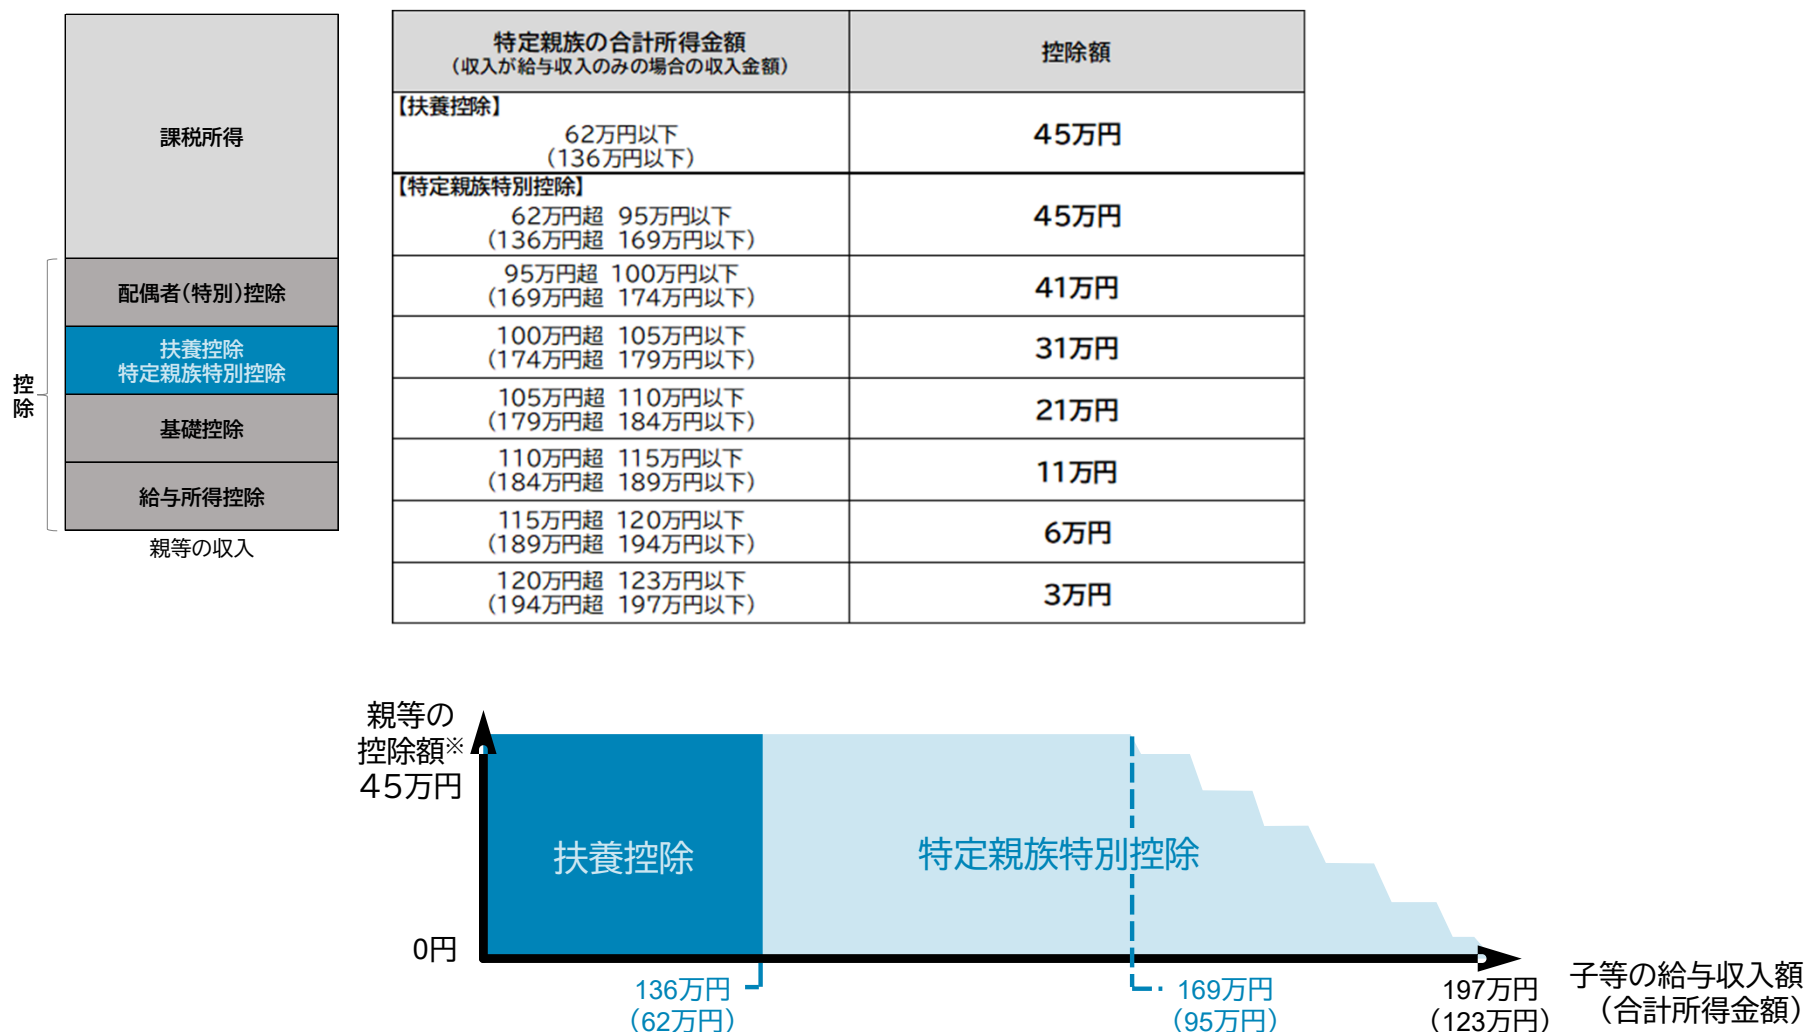 課税所得
配偶者(特別)控除
扶養控除
特定親族特別控除
基礎控除
給与所得控除
控除
親等の収入
特定親族の合計所得金額
(収入が給与収入のみの場合の収入金額)
控除額
【扶養控除】
62万円以下
(136万円以下)
45万円
【特定親族特別控除】
62万円超 95万円以下
(136万円超 169万円以下)
45万円
95万円超 100万円以下
(169万円超 174万円以下)
41万円
100万円超 105万円以下
(174万円超 179万円以下)
31万円
105万円超 110万円以下
(179万円超 184万円以下)
21万円
110万円超 115万円以下
(184万円超 189万円以下)
11万円
115万円超 120万円以下
(189万円超 194万円以下)
6万円
120万円超 123万円以下
(194万円超 197万円以下)
3万円
親等の
控除額※
45万円
扶養控除
特定親族特別控除
0円
136万円
(62万円)
169万円
(95万円)
197万円
(123万円)
子等の給与収入額
(合計所得金額)